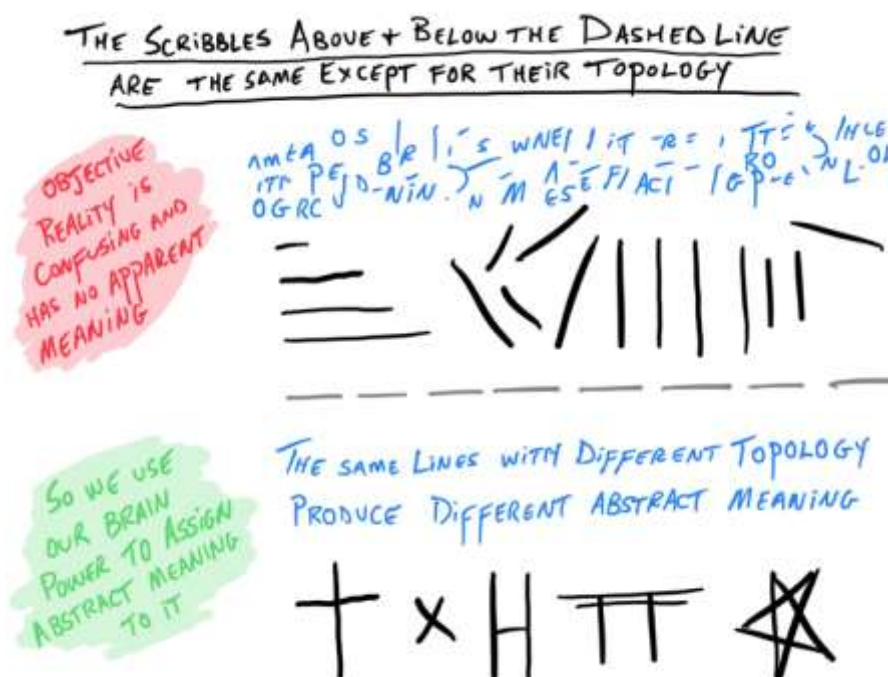 THE SCRIBBLES ABOVE + BELOW THE DASHED LINE
ARE THE SAME EXCEPT FOR THEIR TOPOLOGY
OBJECTIVE
REALITY IS
CONFUSING AND
HAS NO APPARENT
MEANING
THE SAME LINES WITH DIFFERENT TOPOLOGY
PRODUCE DIFFERENT ABSTRACT MEANING
SO WE USE
OUR BRAIN
POWER TO ASSIGN
ABSTRACT MEANING
TO IT